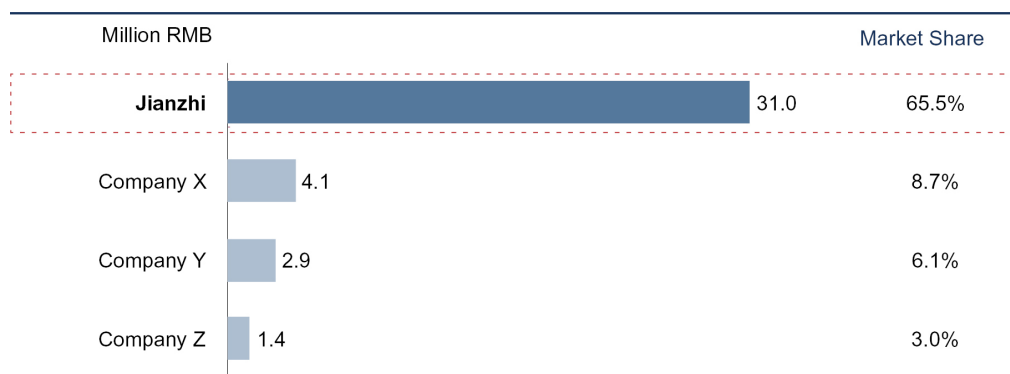 Million RMB Market Share
Jianzhi 31.0 65.5%
Company X 4.1 8.7%
Company Y 2.9 6.1%
Company Z 1.4 3.0%